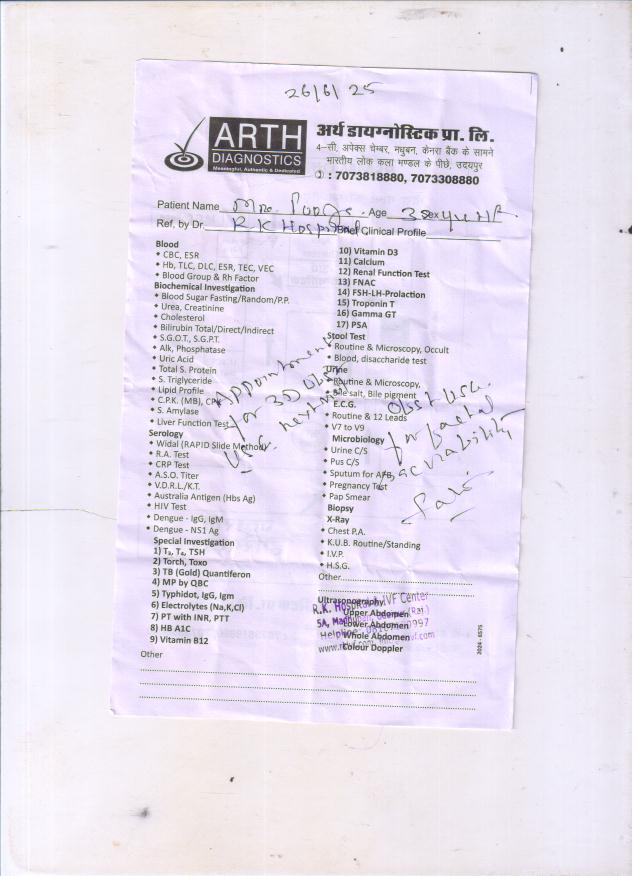 26/6/25
ARTH
DIAGNOSTICS
Meaningful, Authentic & Dedicated
अर्थ डायग्नोस्टिक प्रा. लि.
4–सी, अपेक्स चेम्बर, मधुबन, केनरा बैंक के सामने
भारतीय लोक कला मण्डल के पीछे, उदयपुर
: 7073818880, 7073308880
Patient Name Mrs. Pooja. Age 35 Sex
Ref, by Dr. R K Hospital Brief Clinical Profile
Blood
• CBC, ESR
• Hb, TLC, DLC, ESR, TEC, VEC
• Blood Group & Rh Factor
Biochemical Investigation
• Blood Sugar Fasting/Random/P.P.
• Urea, Creatinine
• Cholesterol
• Bilirubin Total/Direct/Indirect
• S.G.O.T., S.G.P.T.
• Alk, Phosphatase
• Uric Acid
• Total S. Protein
• S. Triglyceride
• Lipid Profile
• C.P.K. (MB), CPK
• S. Amylase
• Liver Function Test
Serology
• Widal (RAPID Slide Method)
• R.A. Test
• CRP Test
• A.S.O. Titer
• V.D.R.L./K.T.
• Australia Antigen (Hbs Ag)
• HIV Test
• Dengue - IgG, IgM
• Dengue - NS1 Ag
Special Investigation
1) T₃, T₄, TSH
2) Torch, Toxo
3) TB (Gold) Quantiferon
4) MP by QBC
5) Typhidot, IgG, Igm
6) Electrolytes (Na,K,Cl)
7) PT with INR, PTT
8) HB A1C
9) Vitamin B12
Other
10) Vitamin D3
11) Calcium
12) Renal Function Test
13) FNAC
14) FSH-LH-Prolaction
15) Troponin T
16) Gamma GT
17) PSA
Stool Test
• Routine & Microscopy, Occult
• Blood, disaccharide test
Urine
• Routine & Microscopy,
• Bile salt, Bile pigment
E.C.G.
• Routine & 12 Leads
• V7 to V9
Microbiology
• Urine C/S
• Pus C/S
• Sputum for AFB
• Pregnancy Test
• Pap Smear
Biopsy
X-Ray
• Chest P.A.
• K.U.B. Routine/Standing
• I.V.P.
• H.S.G.
Other
Ultrasonography
Upper Abdomen
Lower Abdomen
Whole Abdomen
Colour Doppler
2024 - 6575
Appointment
for 3D
USG. next
Obst USG.
for foetal
viability
R.K. Hospital IVF Center
5A,
Helpline: